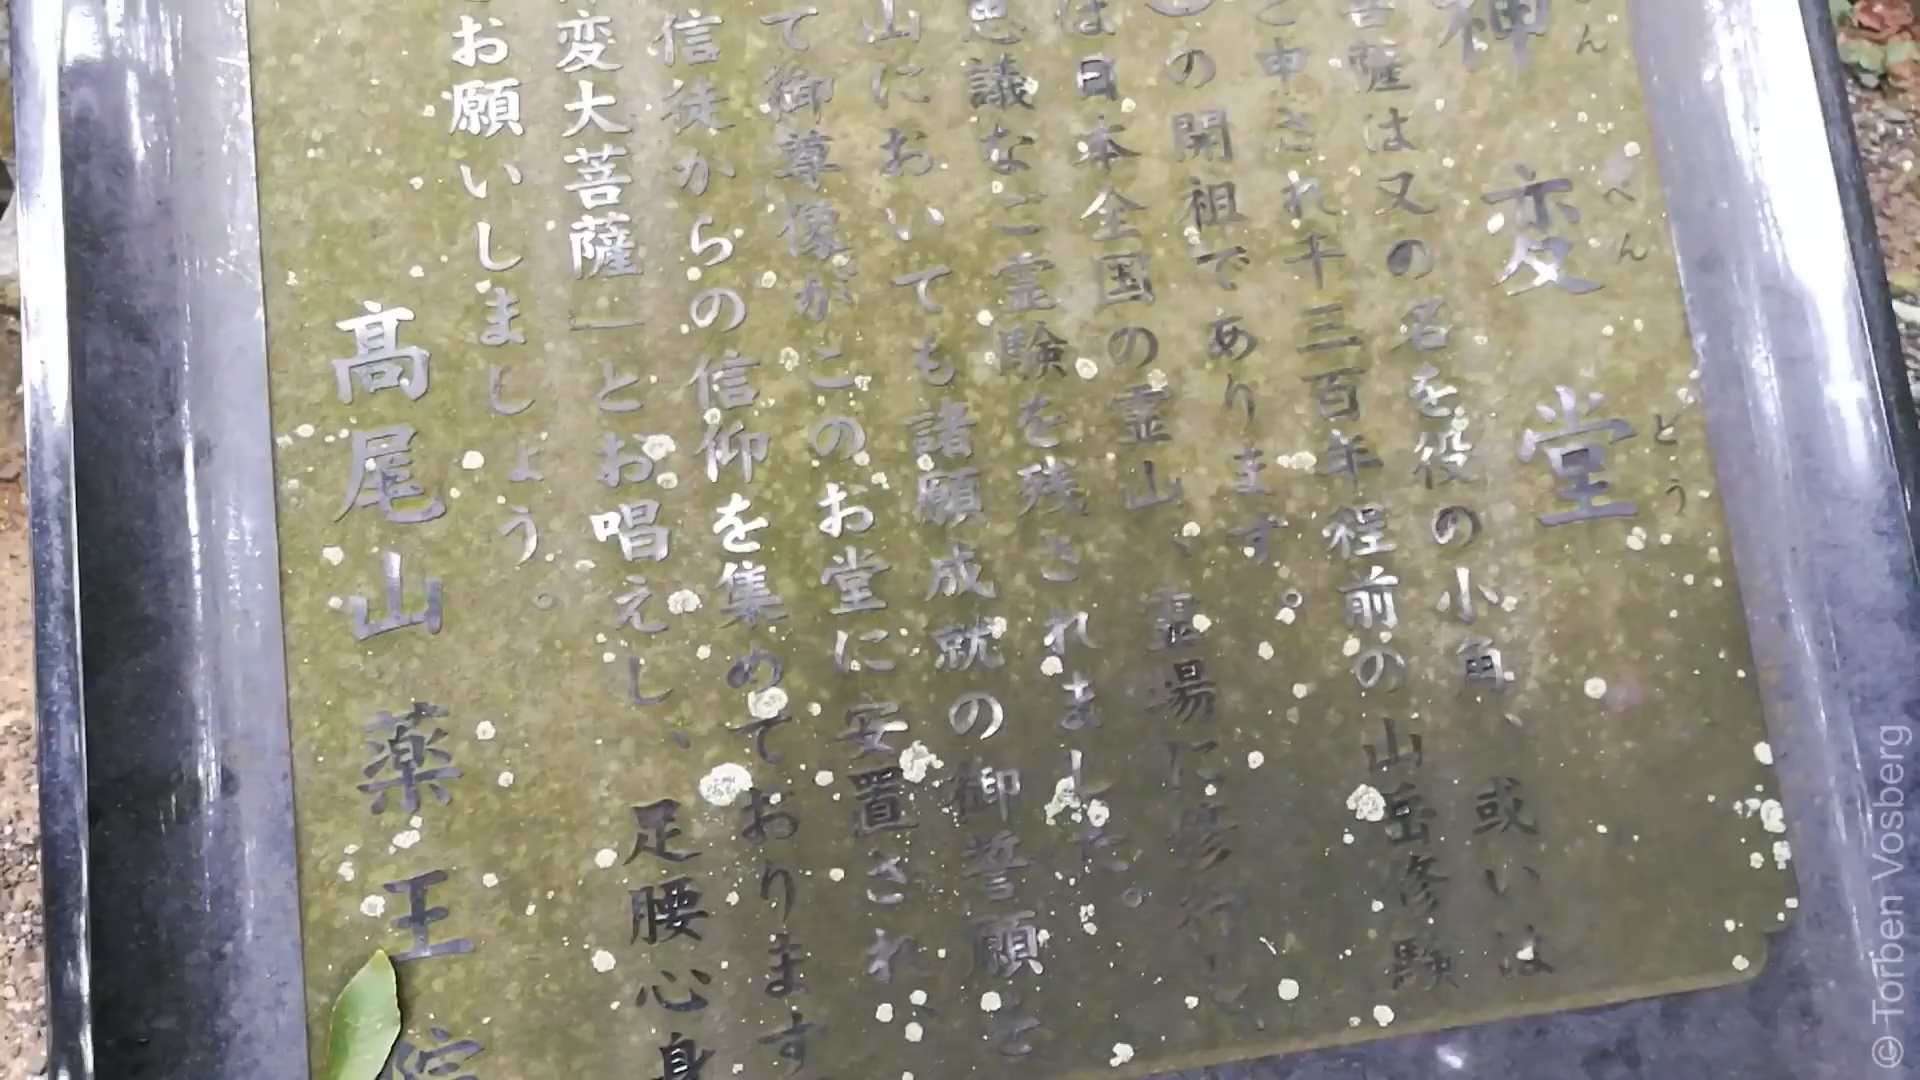 神変堂
べんどう
菩薩は又の名を役の小角、或いは
と申され千三百年程前の山岳修験
の開祖であります。
は日本全国の霊山、霊場に修行し
思議なご霊験を残されました。
山においても諸願成就の御誓願を
て御尊像がこのお堂に安置され、
信徒からの信仰を集めております
変大菩薩」とお唱えし、足腰心身
お願いしましょう。
高尾山薬王院
© Torben Vosberg